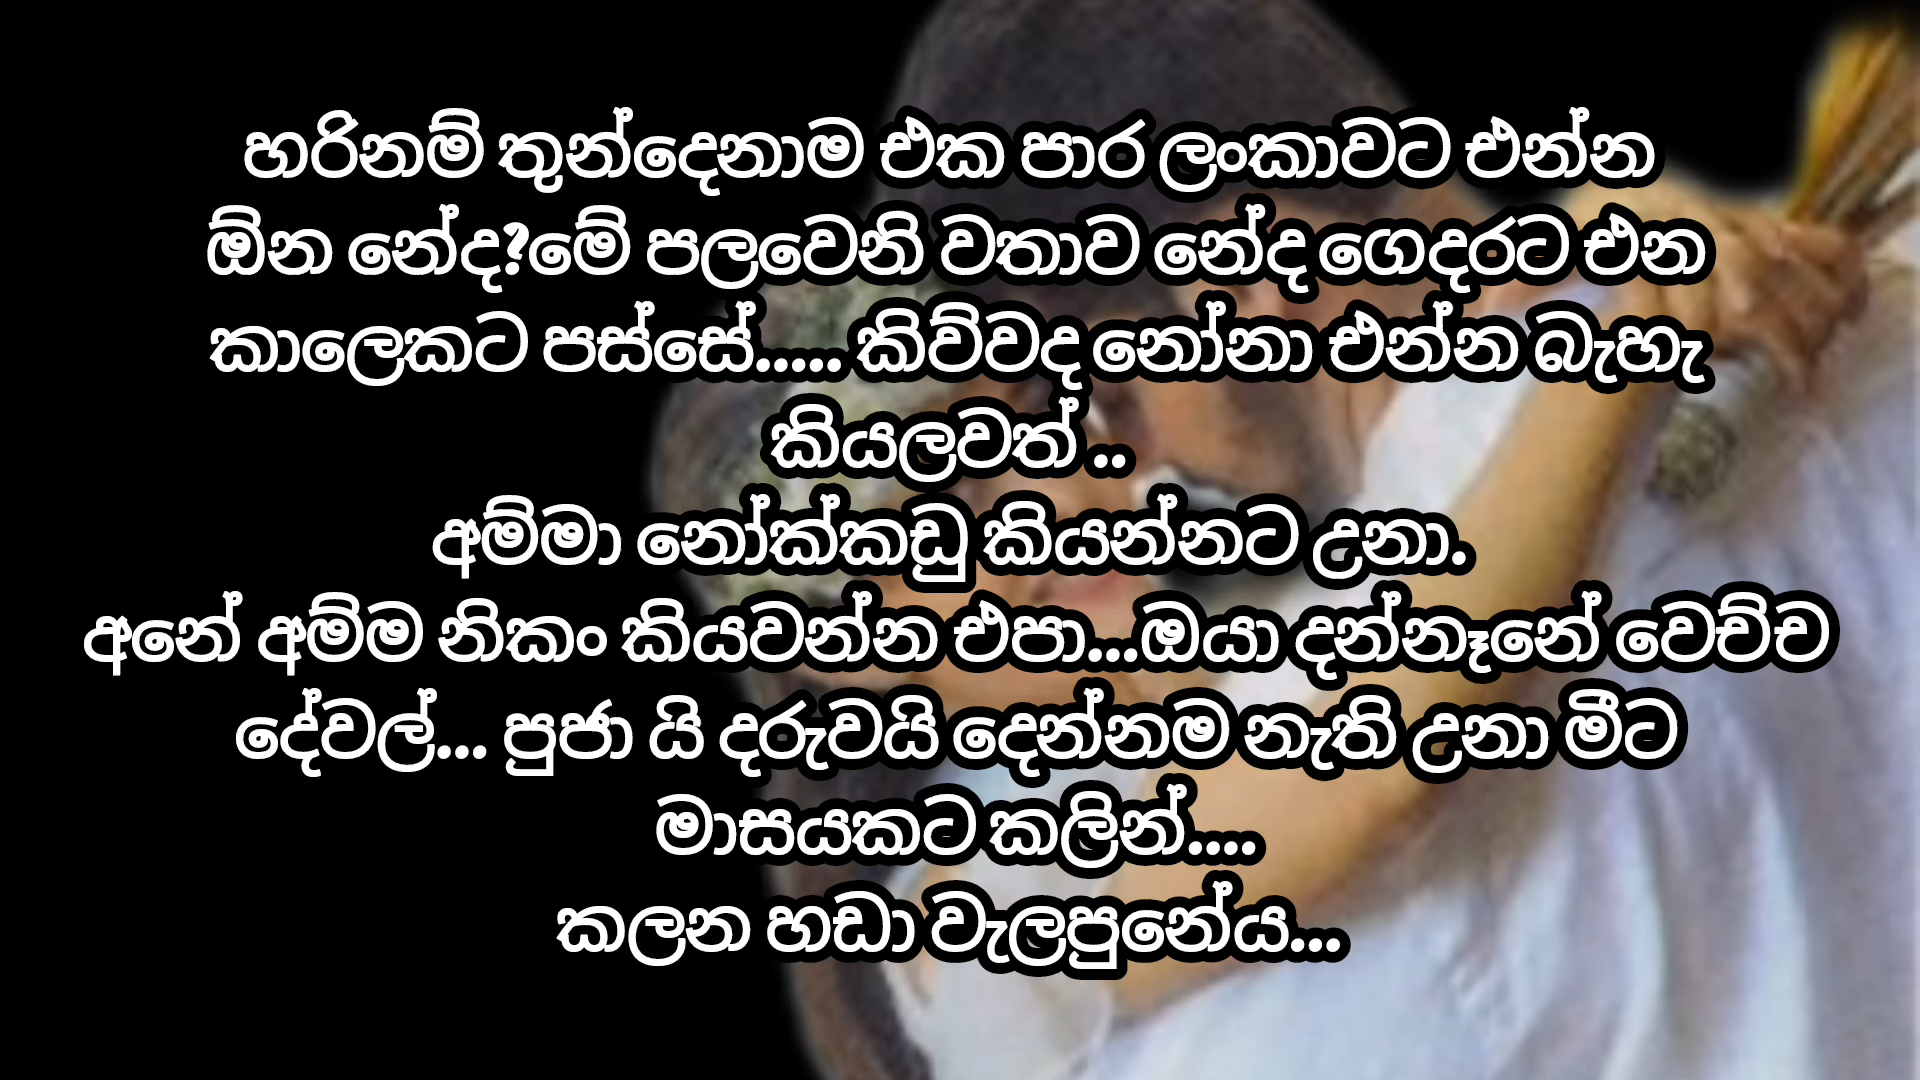 හරිනම් තුන්දෙනාම එක පාර ලංකාවට එන්න
ඕන නේද?මේ පලවෙනි වතාව නේද ගෙදරට එන
කාලෙකට පස්සේ..... කිව්වද නෝනා එන්න බැහැ
කියලවත් ..
අම්මා නෝක්කඩු කියන්නට උනා.
අනේ අම්ම නිකං කියවන්න එපා...ඔයා දන්නෑනේ වෙච්ච
දේවල්... පුජා යි දරුවයි දෙන්නම නැති උනා මීට
මාසයකට කලින්....
කලන හඩා වැලපුනේය...